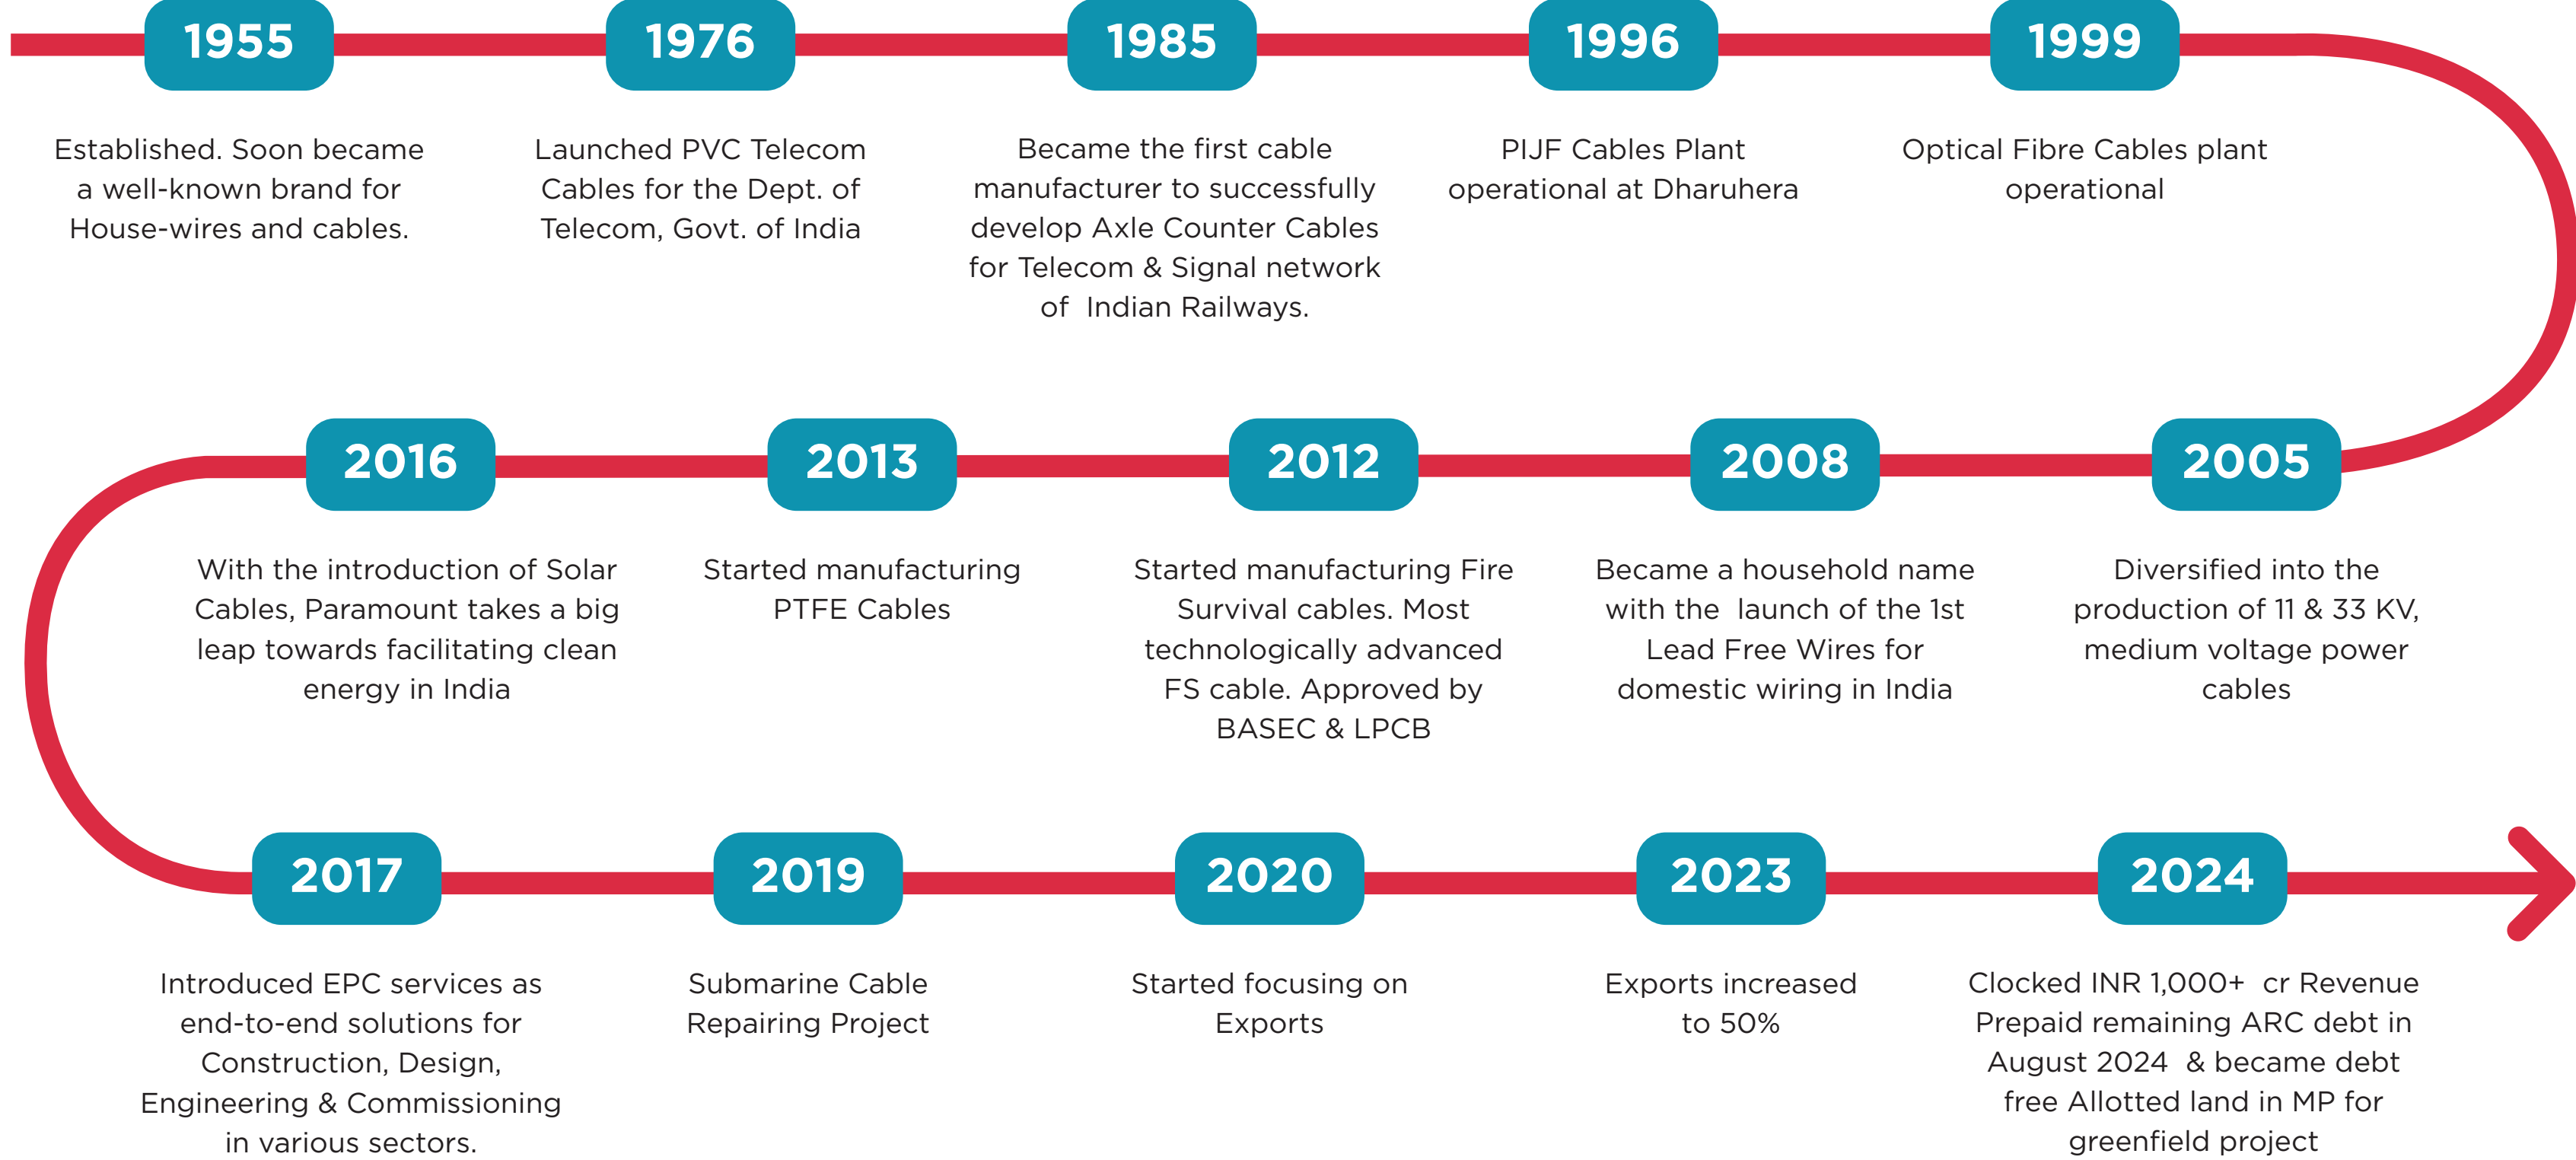 1955
Established. Soon became
a well-known brand for
House-wires and cables.
1976
Launched PVC Telecom
Cables for the Dept. of
Telecom, Govt. of India
1985
Became the first cable
manufacturer to successfully
develop Axle Counter Cables
for Telecom & Signal network
of  Indian Railways.
1996
PIJF Cables Plant
operational at Dharuhera
1999
Optical Fibre Cables plant
operational
2005
Diversified into the
production of 11 & 33 KV,
medium voltage power
cables
2008
Became a household name
with the  launch of the 1st
Lead Free Wires for
domestic wiring in India
2012
Started manufacturing Fire
Survival cables. Most
technologically advanced
FS cable. Approved by
BASEC & LPCB
2013
Started manufacturing
PTFE Cables
2016
With the introduction of Solar
Cables, Paramount takes a big
leap towards facilitating clean
energy in India
2017
Introduced EPC services as
end-to-end solutions for
Construction, Design,
Engineering & Commissioning
in various sectors.
2019
Submarine Cable
Repairing Project
2020
Started focusing on
Exports
2023
Exports increased
to 50%
2024
Clocked INR 1,000+  cr Revenue
Prepaid remaining ARC debt in
August 2024  & became debt
free Allotted land in MP for
greenfield project